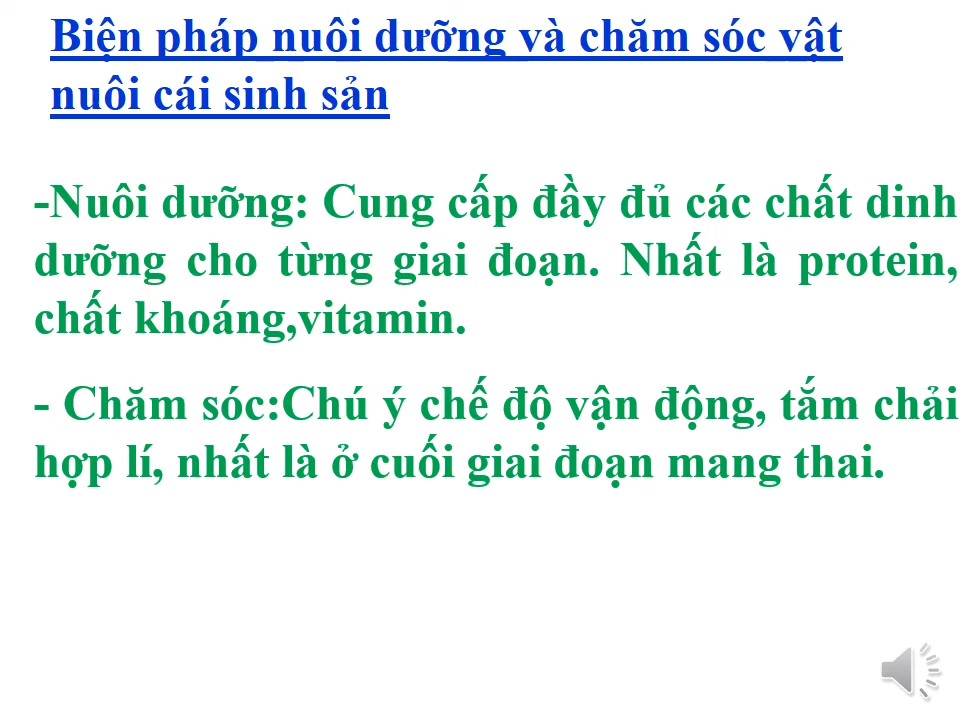 Biện pháp nuôi dưỡng và chăm sóc vật
nuôi cái sinh sản
-Nuôi dưỡng: Cung cấp đầy đủ các chất dinh
dưỡng cho từng giai đoạn. Nhất là protein,
chất khoáng,vitamin.
- Chăm sóc:Chú ý chế độ vận động, tắm chải
hợp lí, nhất là ở cuối giai đoạn mang thai.